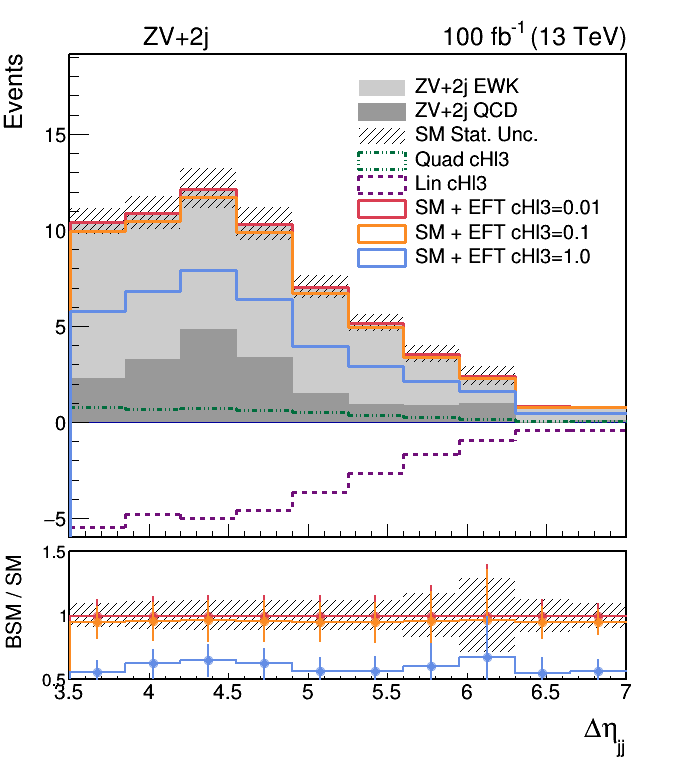 ZV+2j 100 fb⁻¹ (13 TeV)
Events
ZV+2j EWK
ZV+2j QCD
SM Stat. Unc.
Quad cHl3
Lin cHl3
SM + EFT cHl3=0.01
SM + EFT cHl3=0.1
SM + EFT cHl3=1.0
15
10
5
0
−5
BSM / SM
1.5
1
0.5
3.5 4 4.5 5 5.5 6 6.5 7
Δη_jj